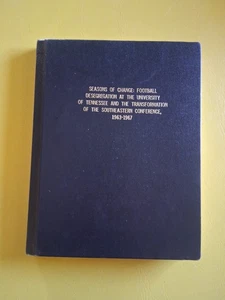 SEASONS OF CHANGE: FOOTBALL
DESEGREGATION AT THE UNIVERSITY
OF TENNESSEE AND THE TRANSFORMATION
OF THE SOUTHEASTERN CONFERENCE,
1963-1967